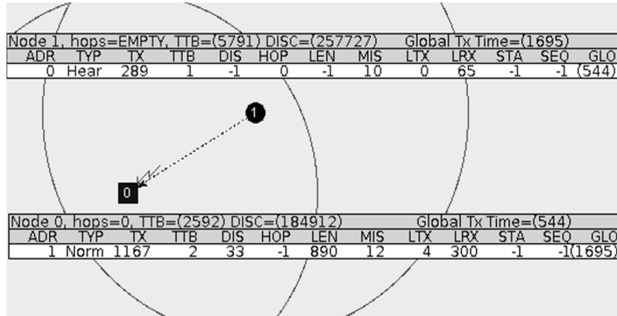 Node 1, hops=EMPTY, TTB=(5791) DISC=(257727) Global Tx Time=(1695)
ADR TYP TX TTB DIS HOP LEN MIS LTX LRX STA SEQ GLO
0 Hear 289 1 -1 0 -1 10 0 65 -1 -1 (544)
1
0
Node 0, hops=0, TTB=(2592) DISC=(184912) Global Tx Time=(544)
ADR TYP TX TTB DIS HOP LEN MIS LTX LRX STA SEQ GLO
1 Norm 1167 2 33 -1 890 12 4 300 -1 -1(1695)